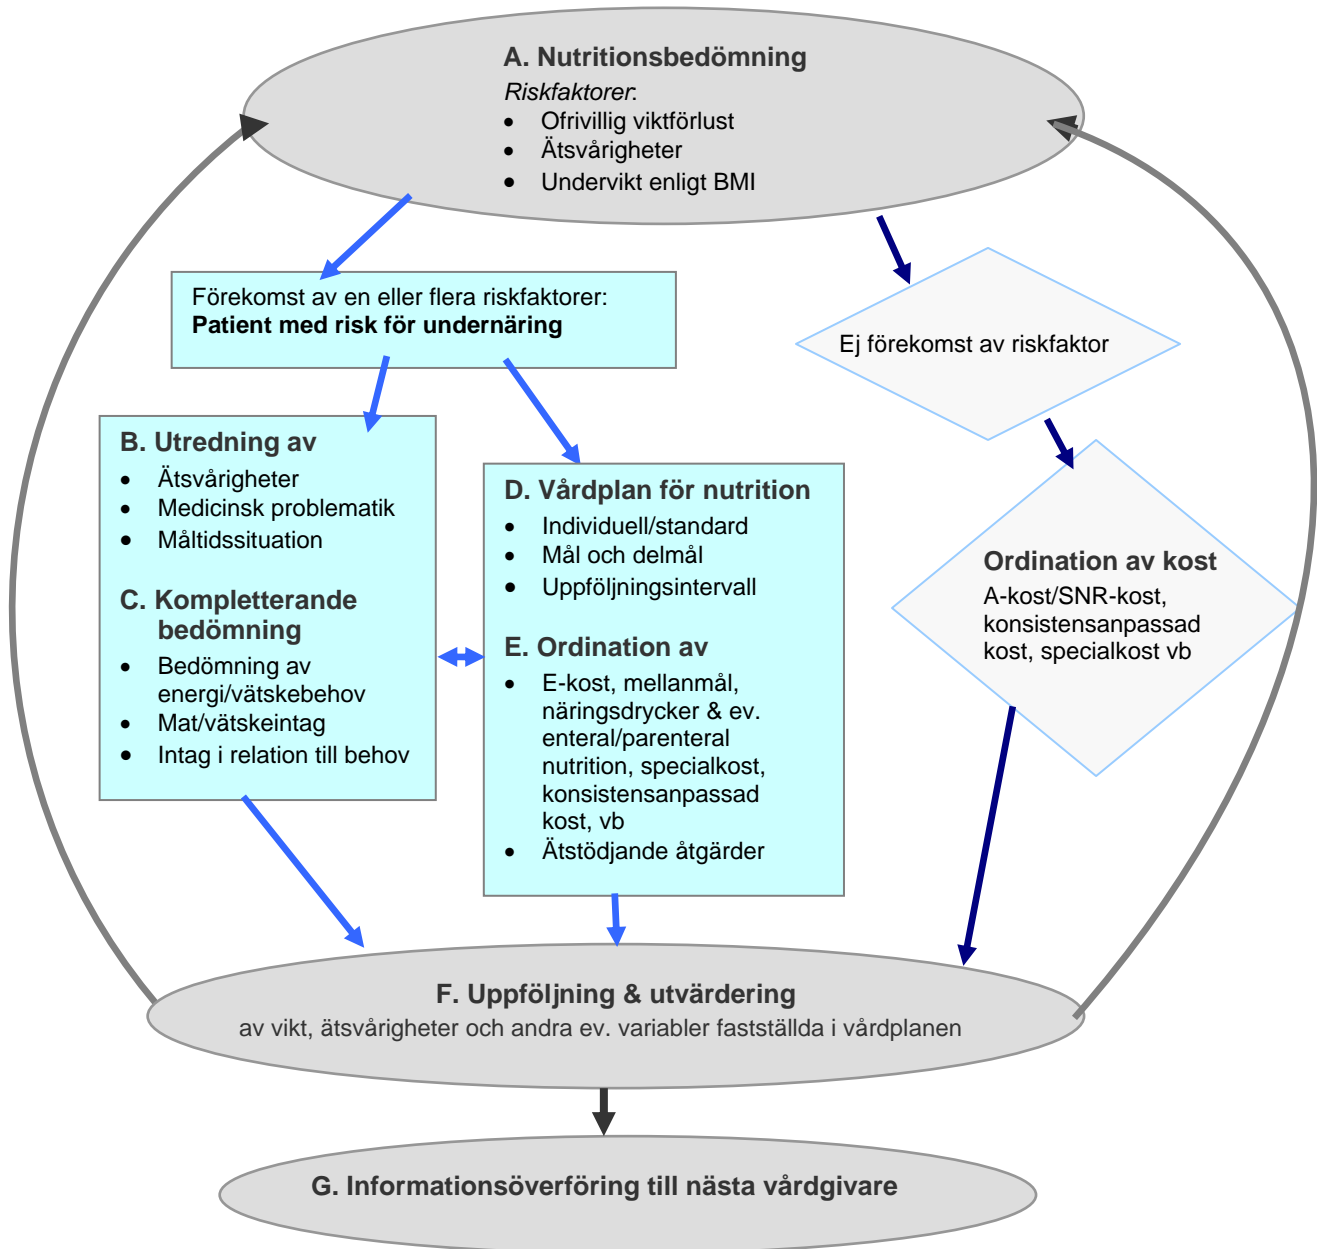 A. Nutritionsbedömning
Riskfaktorer:
• Ofrivillig viktförlust
• Ätsvårigheter
• Undervikt enligt BMI
Förekomst av en eller flera riskfaktorer:
Patient med risk för undernäring
Ej förekomst av riskfaktor
B. Utredning av
• Ätsvårigheter
• Medicinsk problematik
• Måltidssituation
C. Kompletterande
bedömning
• Bedömning av
energi/vätskebehov
• Mat/vätskeintag
• Intag i relation till behov
D. Vårdplan för nutrition
• Individuell/standard
• Mål och delmål
• Uppföljningsintervall
E. Ordination av
• E-kost, mellanmål,
näringsdrycker & ev.
enteral/parenteral
nutrition, specialkost,
konsistensanpassad
kost, vb
• Ätstödjande åtgärder
Ordination av kost
A-kost/SNR-kost,
konsistensanpassad
kost, specialkost vb
F. Uppföljning & utvärdering
av vikt, ätsvårigheter och andra ev. variabler fastställda i vårdplanen
G. Informationsöverföring till nästa vårdgivare